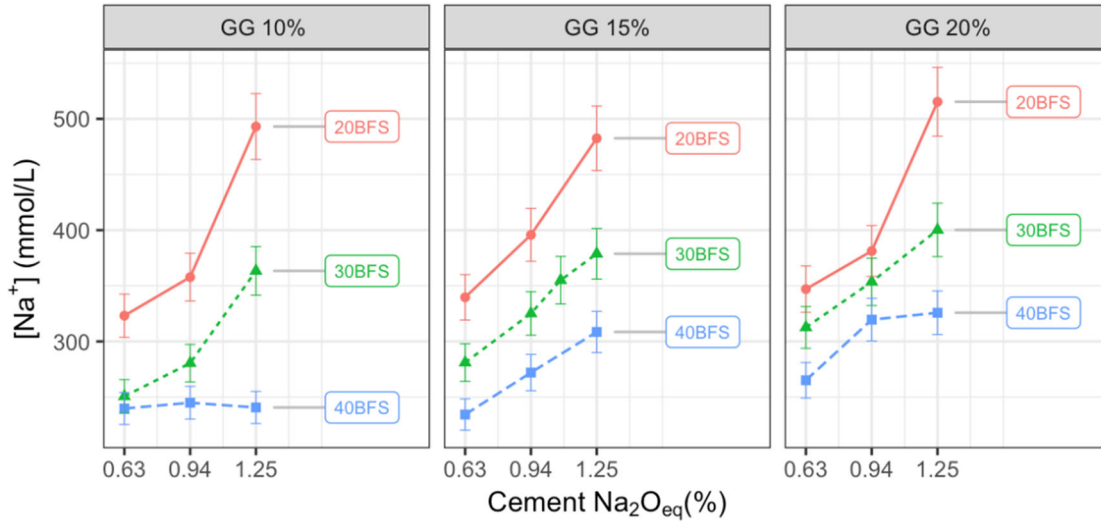 GG 10% GG 15% GG 20%
[Na⁺] (mmol/L)
500
400
300
20BFS
30BFS
40BFS
20BFS
30BFS
40BFS
20BFS
30BFS
40BFS
0.63 0.94 1.25 0.63 0.94 1.25 0.63 0.94 1.25
Cement Na₂Oeq(%)